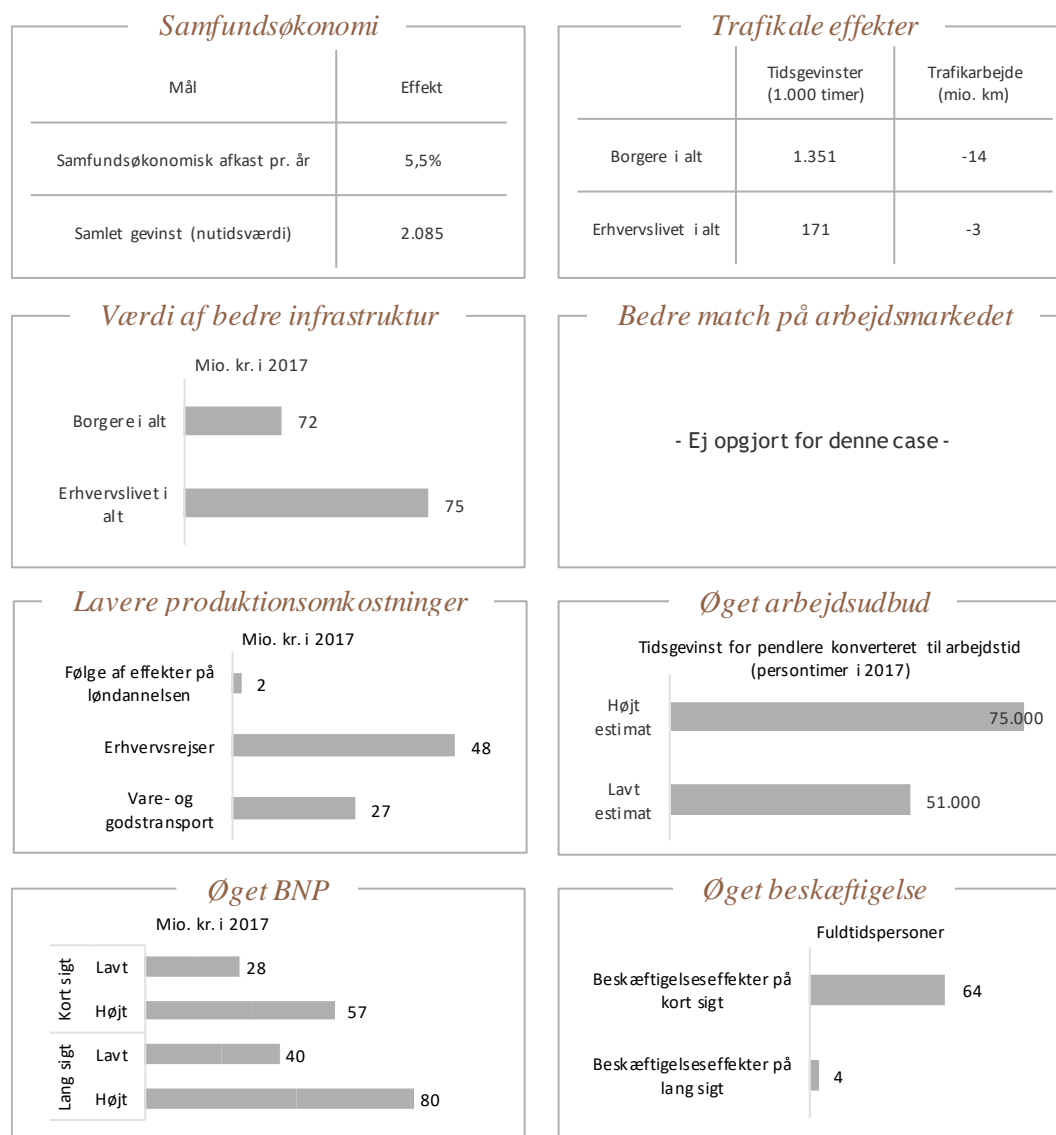 Samfundsøkonomi
Mål Effekt
Samfundsøkonomisk afkast pr. år 5,5%
Samlet gevinst (nutidsværdi) 2.085
Trafikale effekter
Tidsgevinster Trafikarbejde
(1.000 timer) (mio. km)
Borgere i alt 1.351 -14
Erhvervslivet i alt 171 -3
Værdi af bedre infrastruktur
Mio. kr. i 2017
Borgere i alt 72
Erhvervslivet i
alt 75
Bedre match på arbejdsmarkedet
- Ej opgjort for denne case -
Lavere produktionsomkostninger
Mio. kr. i 2017
Følge af effekter på
løndannelsen 2
Erhvervsrejser 48
Vare- og
godstransport 27
Øget arbejdsudbud
Tidsgevinst for pendlere konverteret til arbejdstid
(persontimer i 2017)
Højt
estimat 75.000
Lavt
estimat 51.000
Øget BNP
Mio. kr. i 2017
Kort sigt
Lavt 28
Højt 57
Lang sigt
Lavt 40
Højt 80
Øget beskæftigelse
Fuldtidspersoner
Beskæftigelseseffekter på
kort sigt 64
Beskæftigelseseffekter på
lang sigt 4